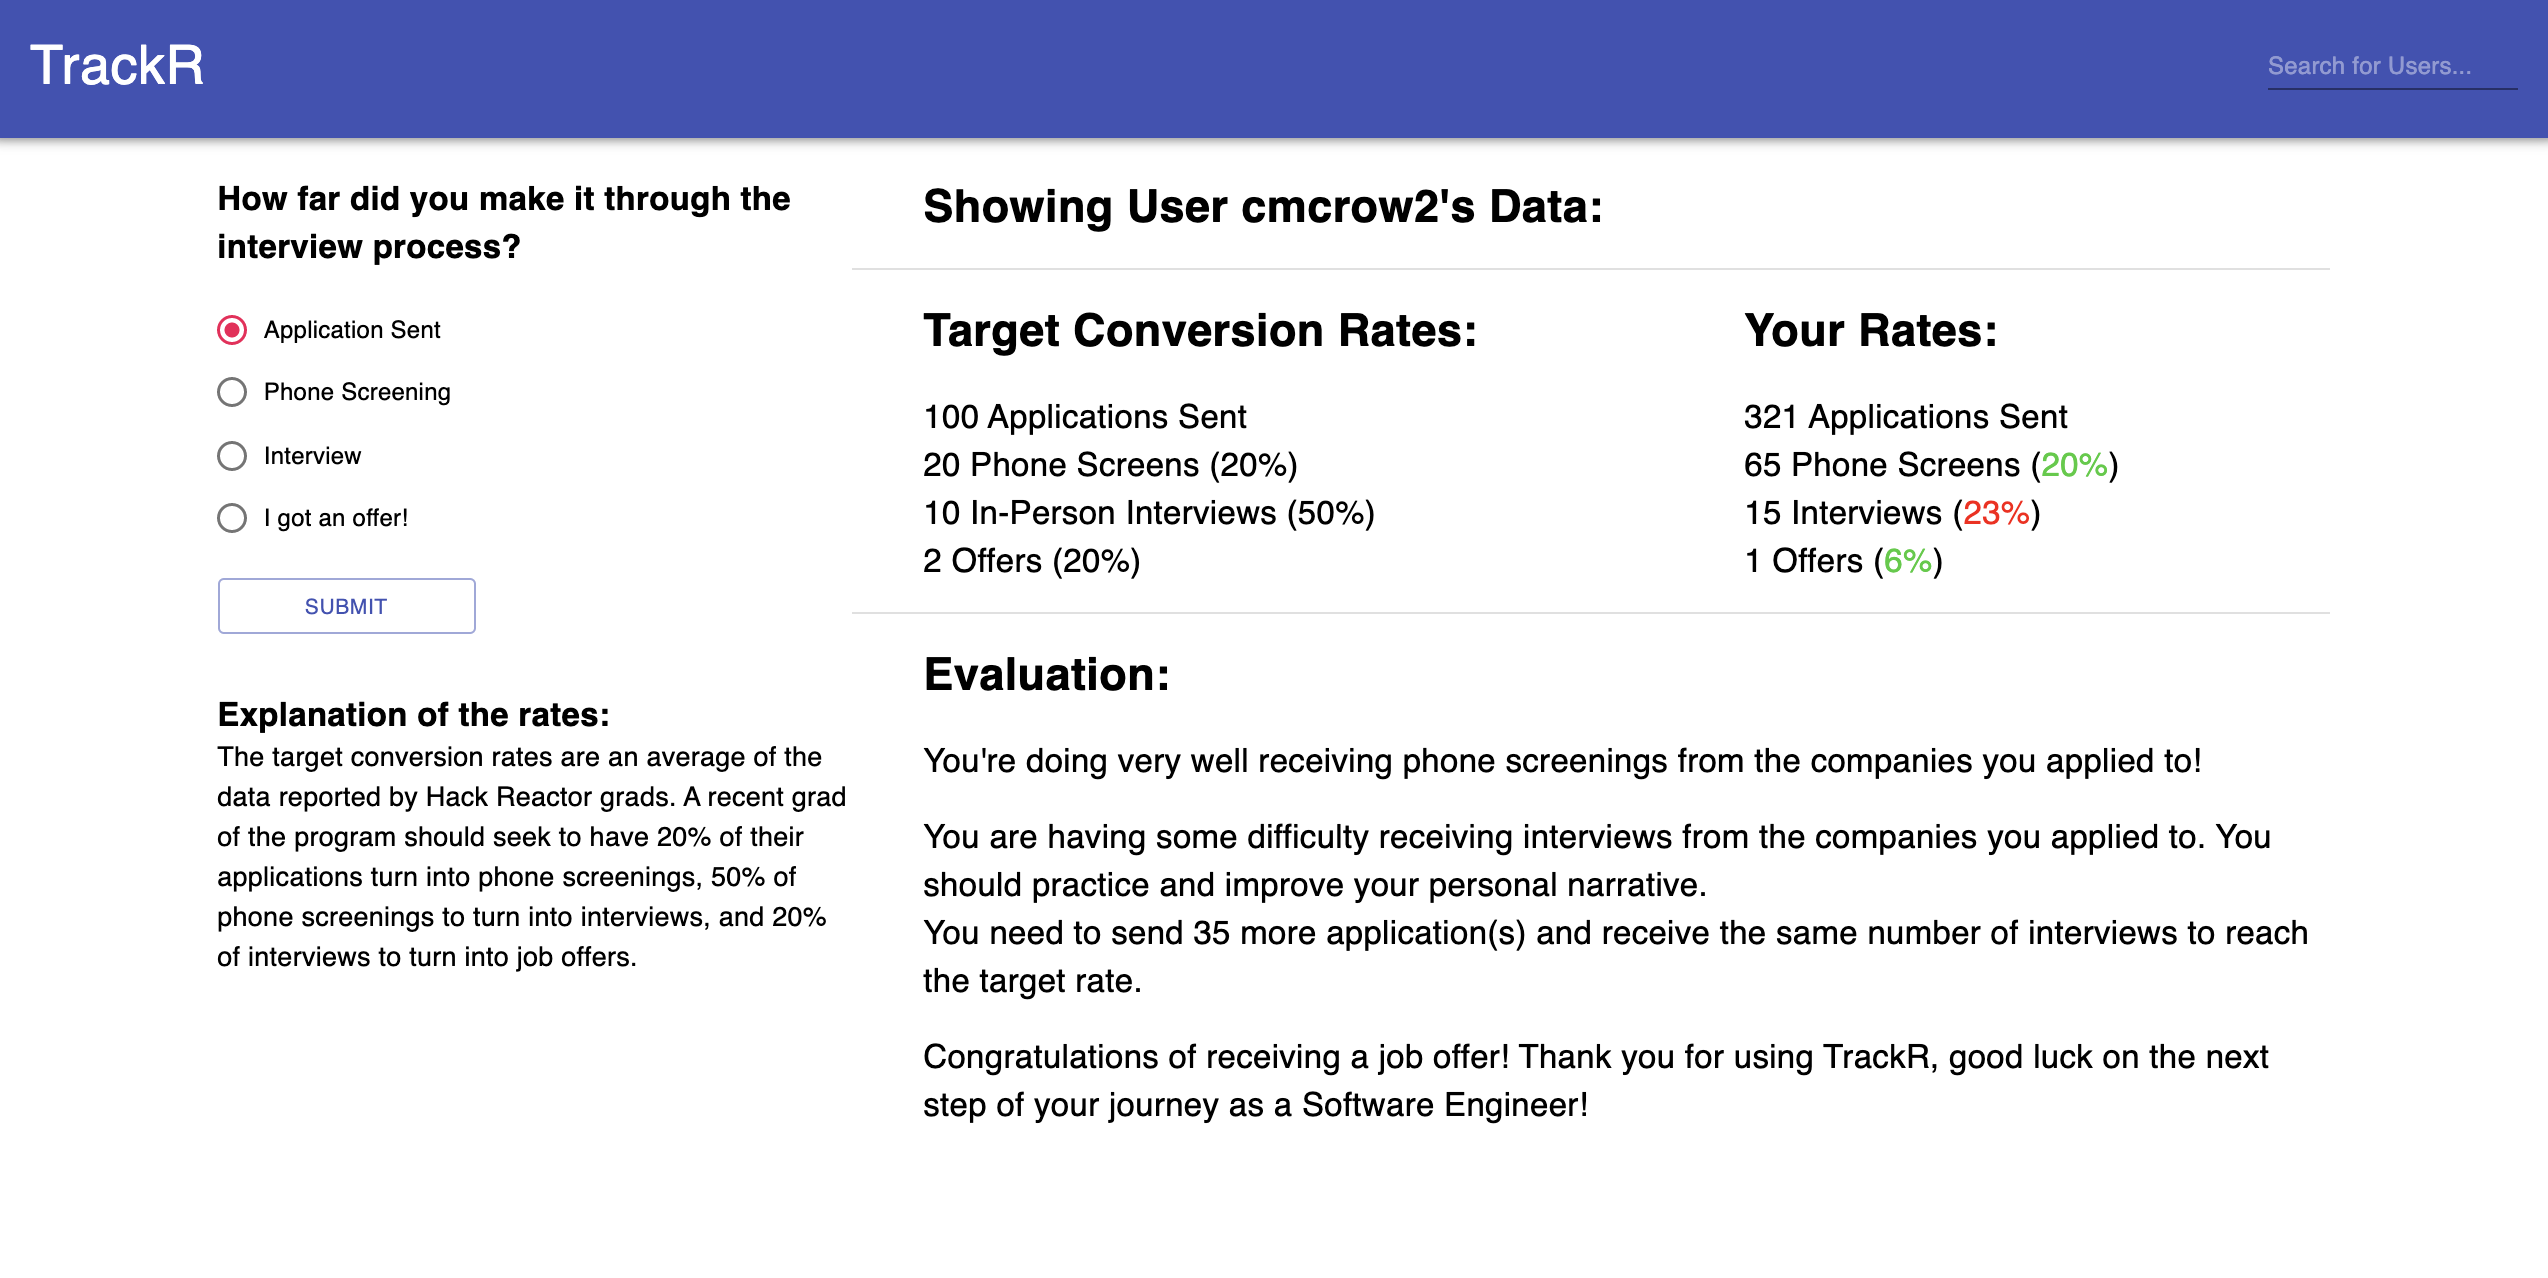 TrackR
Search for Users...
How far did you make it through the
interview process?
Application Sent
Phone Screening
Interview
I got an offer!
SUBMIT
Explanation of the rates:
The target conversion rates are an average of the
data reported by Hack Reactor grads. A recent grad
of the program should seek to have 20% of their
applications turn into phone screenings, 50% of
phone screenings to turn into interviews, and 20%
of interviews to turn into job offers.
Showing User cmcrow2's Data:
Target Conversion Rates:
100 Applications Sent
20 Phone Screens (20%)
10 In-Person Interviews (50%)
2 Offers (20%)
Your Rates:
321 Applications Sent
65 Phone Screens (20%)
15 Interviews (23%)
1 Offers (6%)
Evaluation:
You're doing very well receiving phone screenings from the companies you applied to!
You are having some difficulty receiving interviews from the companies you applied to. You
should practice and improve your personal narrative.
You need to send 35 more application(s) and receive the same number of interviews to reach
the target rate.
Congratulations of receiving a job offer! Thank you for using TrackR, good luck on the next
step of your journey as a Software Engineer!